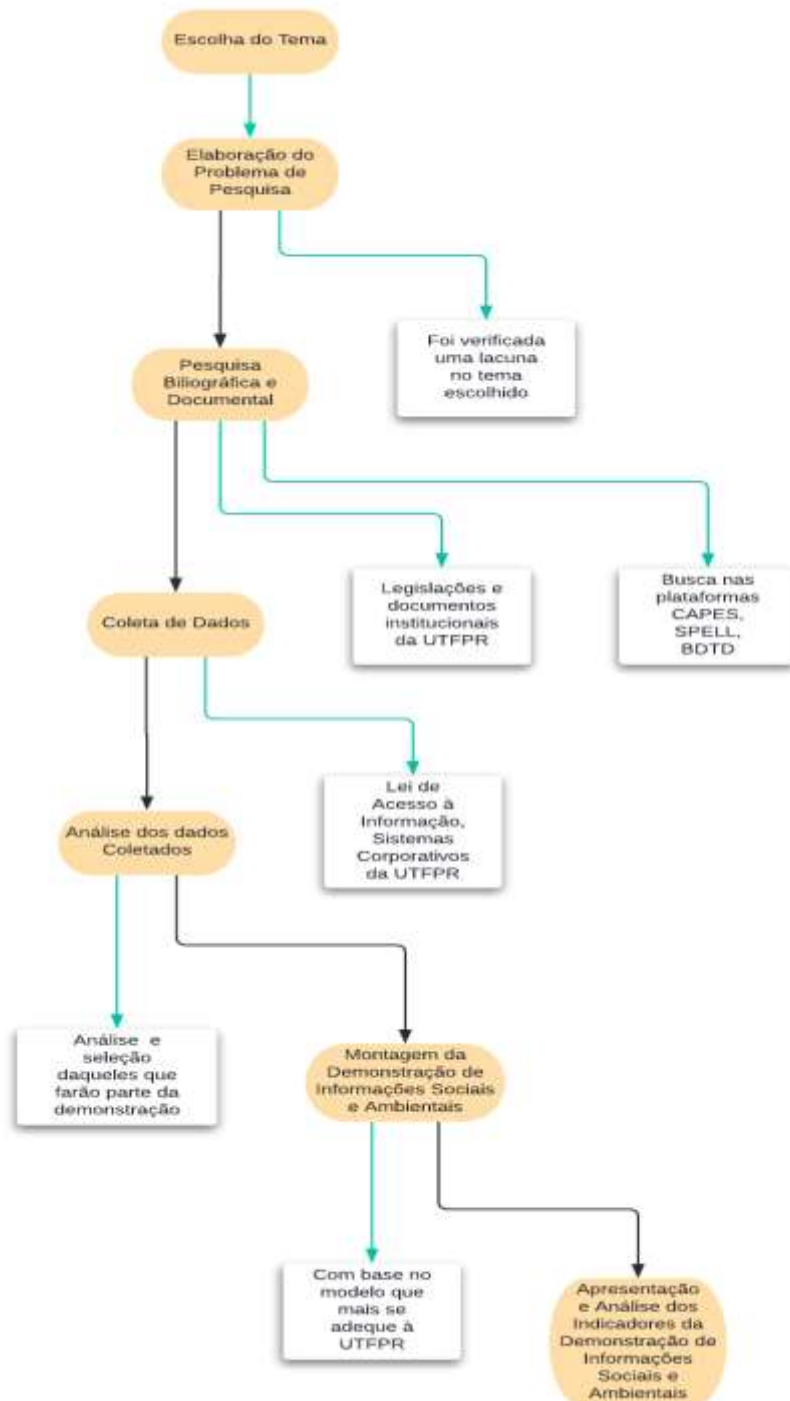 Escolha do Tema
Elaboração do
Problema de
Pesquisa
Foi verificada
uma lacuna
no tema
escolhido
Pesquisa
Biliográfica e
Documental
Legislações e
documentos
institucionais
da UTFPR
Busca nas
plataformas
CAPES,
SPELL,
BDTD
Coleta de Dados
Lei de
Acesso à
Informação,
Sistemas
Corporativos
da UTFPR
Análise dos dados
Coletados
Análise e
seleção
daqueles que
farão parte da
demonstração
Montagem da
Demonstração de
Informações Sociais
e Ambientais
Com base no
modelo que
mais se
adeque à
UTFPR
Apresentação
e Análise dos
Indicadores da
Demonstração de
Informações
Sociais e
Ambientais